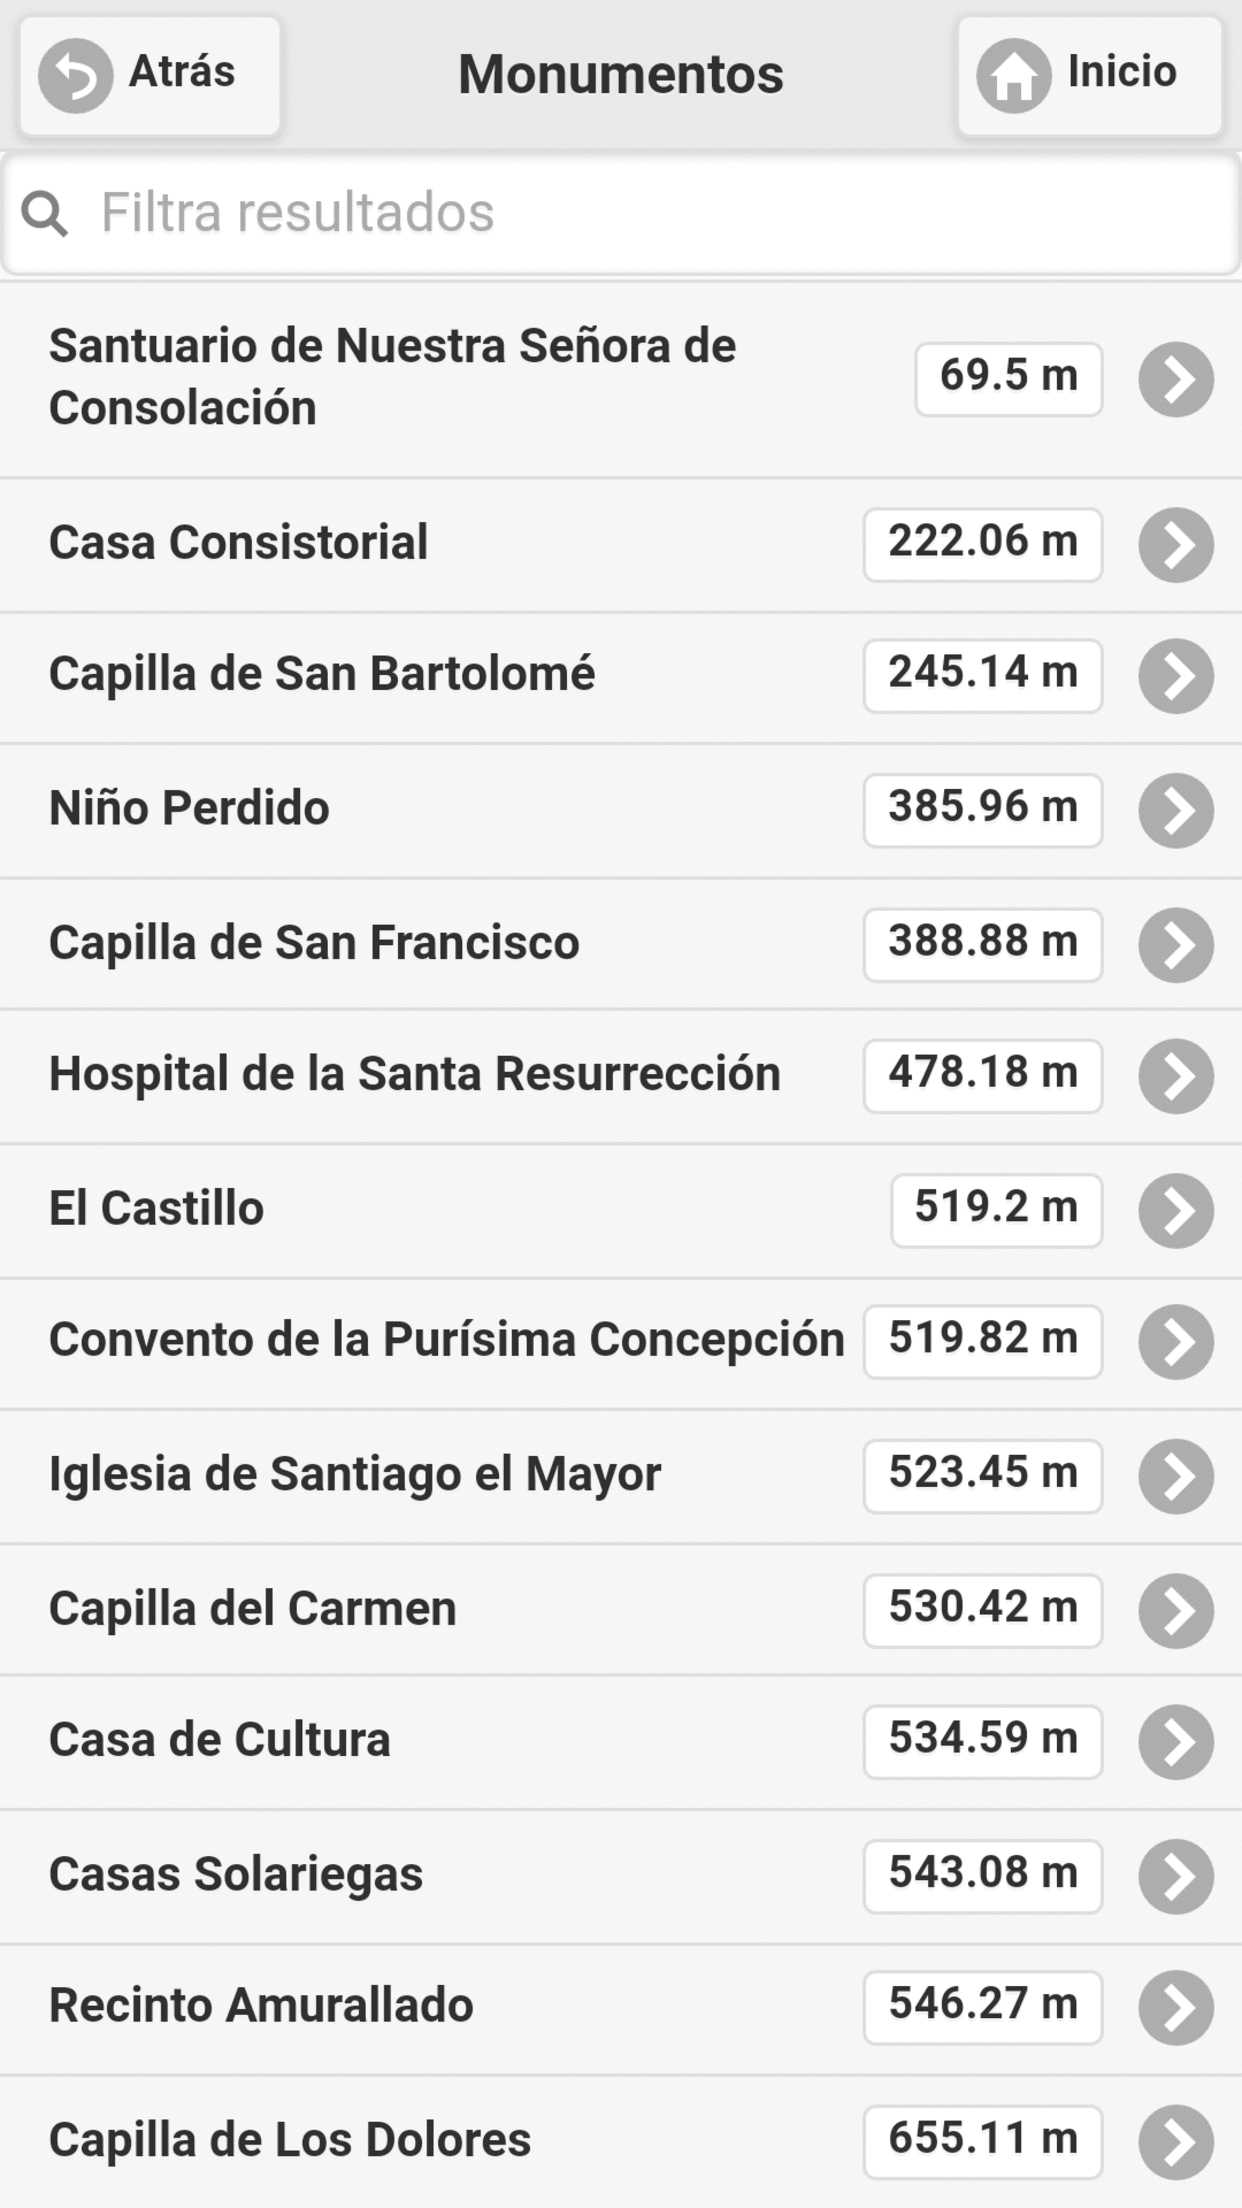 Atrás
Monumentos
Inicio
Filtra resultados
Santuario de Nuestra Señora de
Consolación
69.5 m
Casa Consistorial
222.06 m
Capilla de San Bartolomé
245.14 m
Niño Perdido
385.96 m
Capilla de San Francisco
388.88 m
Hospital de la Santa Resurrección
478.18 m
El Castillo
519.2 m
Convento de la Purísima Concepción
519.82 m
Iglesia de Santiago el Mayor
523.45 m
Capilla del Carmen
530.42 m
Casa de Cultura
534.59 m
Casas Solariegas
543.08 m
Recinto Amurallado
546.27 m
Capilla de Los Dolores
655.11 m